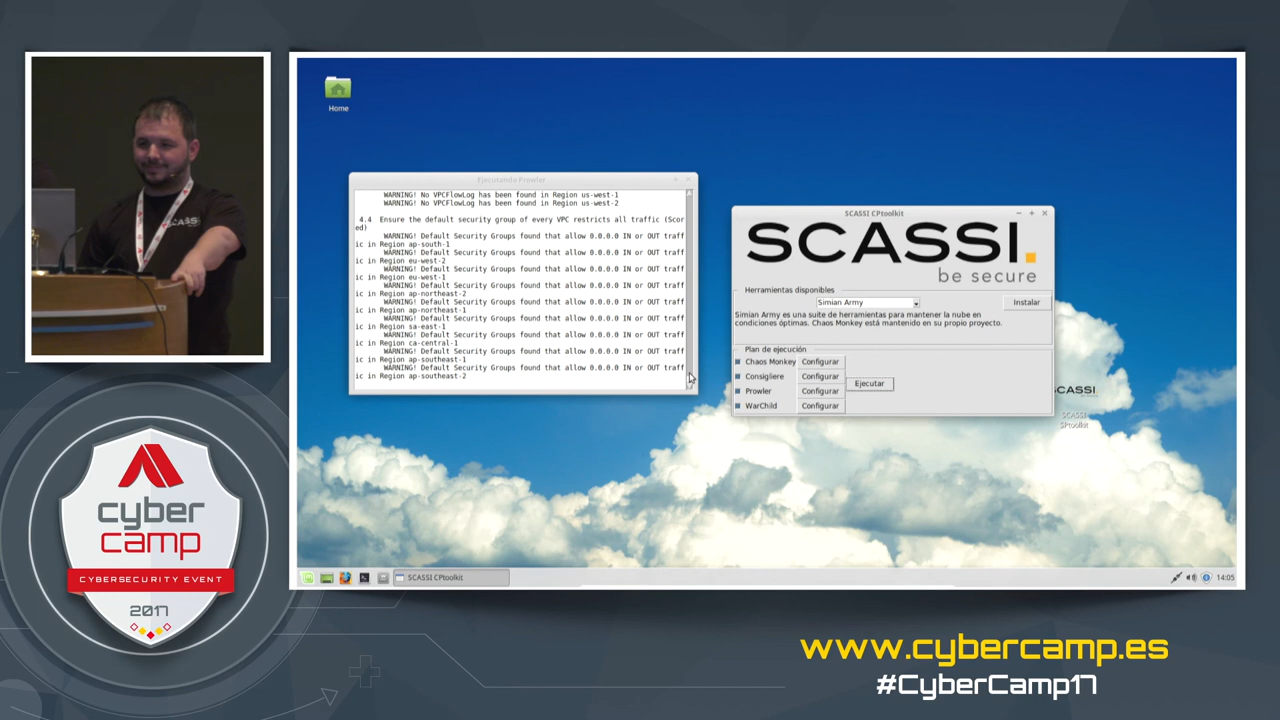 SCASSI
cyber
camp
CYBERSECURITY EVENT
2017
Home
Ejecutando Prowler
WARNING! No VPCFlowLog has been found in Region us-west-1
WARNING! No VPCFlowLog has been found in Region us-west-2
4.4 Ensure the default security group of every VPC restricts all traffic (Scor
ed)
WARNING! Default Security Groups found that allow 0.0.0.0 IN or OUT traff
ic in Region ap-south-1
WARNING! Default Security Groups found that allow 0.0.0.0 IN or OUT traff
ic in Region eu-west-2
WARNING! Default Security Groups found that allow 0.0.0.0 IN or OUT traff
ic in Region eu-west-1
WARNING! Default Security Groups found that allow 0.0.0.0 IN or OUT traff
ic in Region ap-northeast-2
WARNING! Default Security Groups found that allow 0.0.0.0 IN or OUT traff
ic in Region ap-northeast-1
WARNING! Default Security Groups found that allow 0.0.0.0 IN or OUT traff
ic in Region sa-east-1
WARNING! Default Security Groups found that allow 0.0.0.0 IN or OUT traff
ic in Region ca-central-1
WARNING! Default Security Groups found that allow 0.0.0.0 IN or OUT traff
ic in Region ap-southeast-1
WARNING! Default Security Groups found that allow 0.0.0.0 IN or OUT traff
ic in Region ap-southeast-2
SCASSI CPtoolkit
SCASSI.
be secure
Herramientas disponibles
Simian Army
Instalar
Simian Army es una suite de herramientas para mantener la nube en
condiciones óptimas. Chaos Monkey está mantenido en su propio proyecto.
Plan de ejecución
Chaos Monkey Configurar
Consigliere Configurar
Ejecutar
Prowler Configurar
WarChild Configurar
SCASSI
CPtoolkit
SCASSI CPtoolkit
14:05
www.cybercamp.es
#CyberCamp17